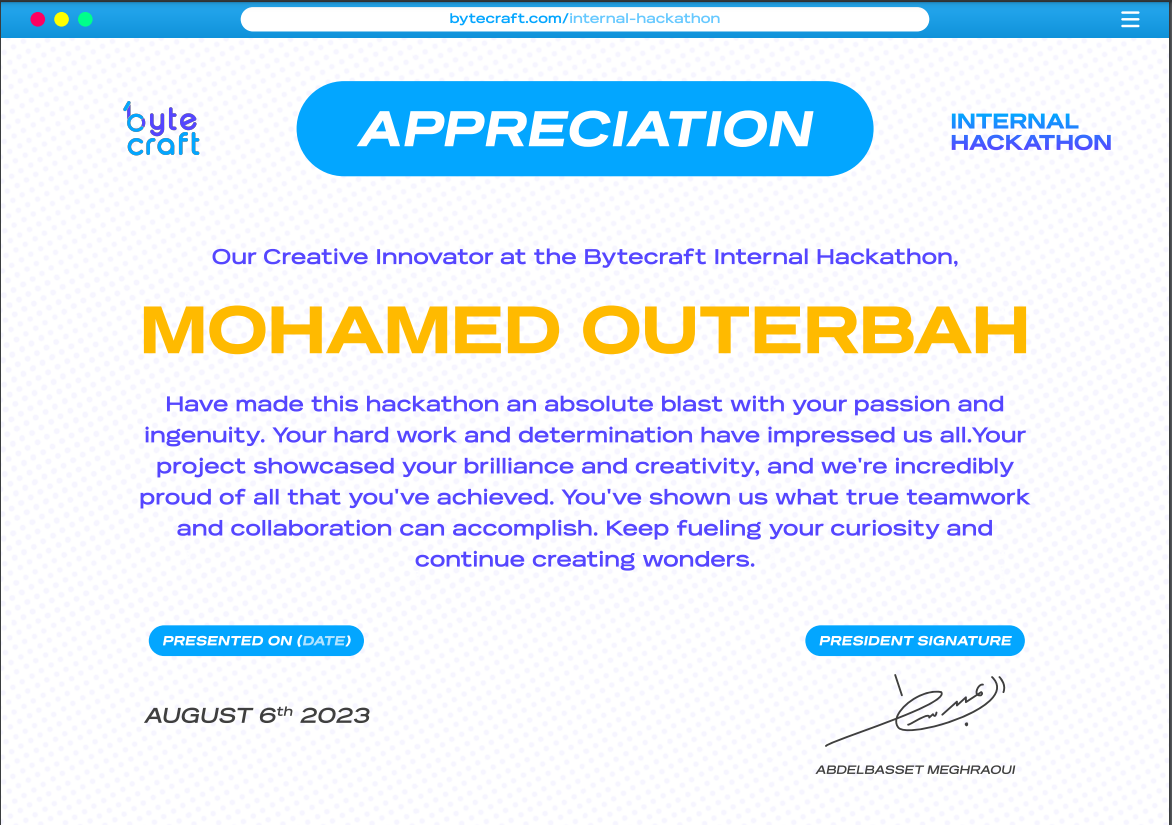 bytecraft.com/internal-hackathon
byte
craft
APPRECIATION
INTERNAL
HACKATHON
Our Creative Innovator at the Bytecraft Internal Hackathon,
MOHAMED OUTERBAH
Have made this hackathon an absolute blast with your passion and
ingenuity. Your hard work and determination have impressed us all.Your
project showcased your brilliance and creativity, and we're incredibly
proud of all that you've achieved. You've shown us what true teamwork
and collaboration can accomplish. Keep fueling your curiosity and
continue creating wonders.
PRESENTED ON (DATE)
PRESIDENT SIGNATURE
AUGUST 6th 2023
ABDELBASSET MEGHRAOUI